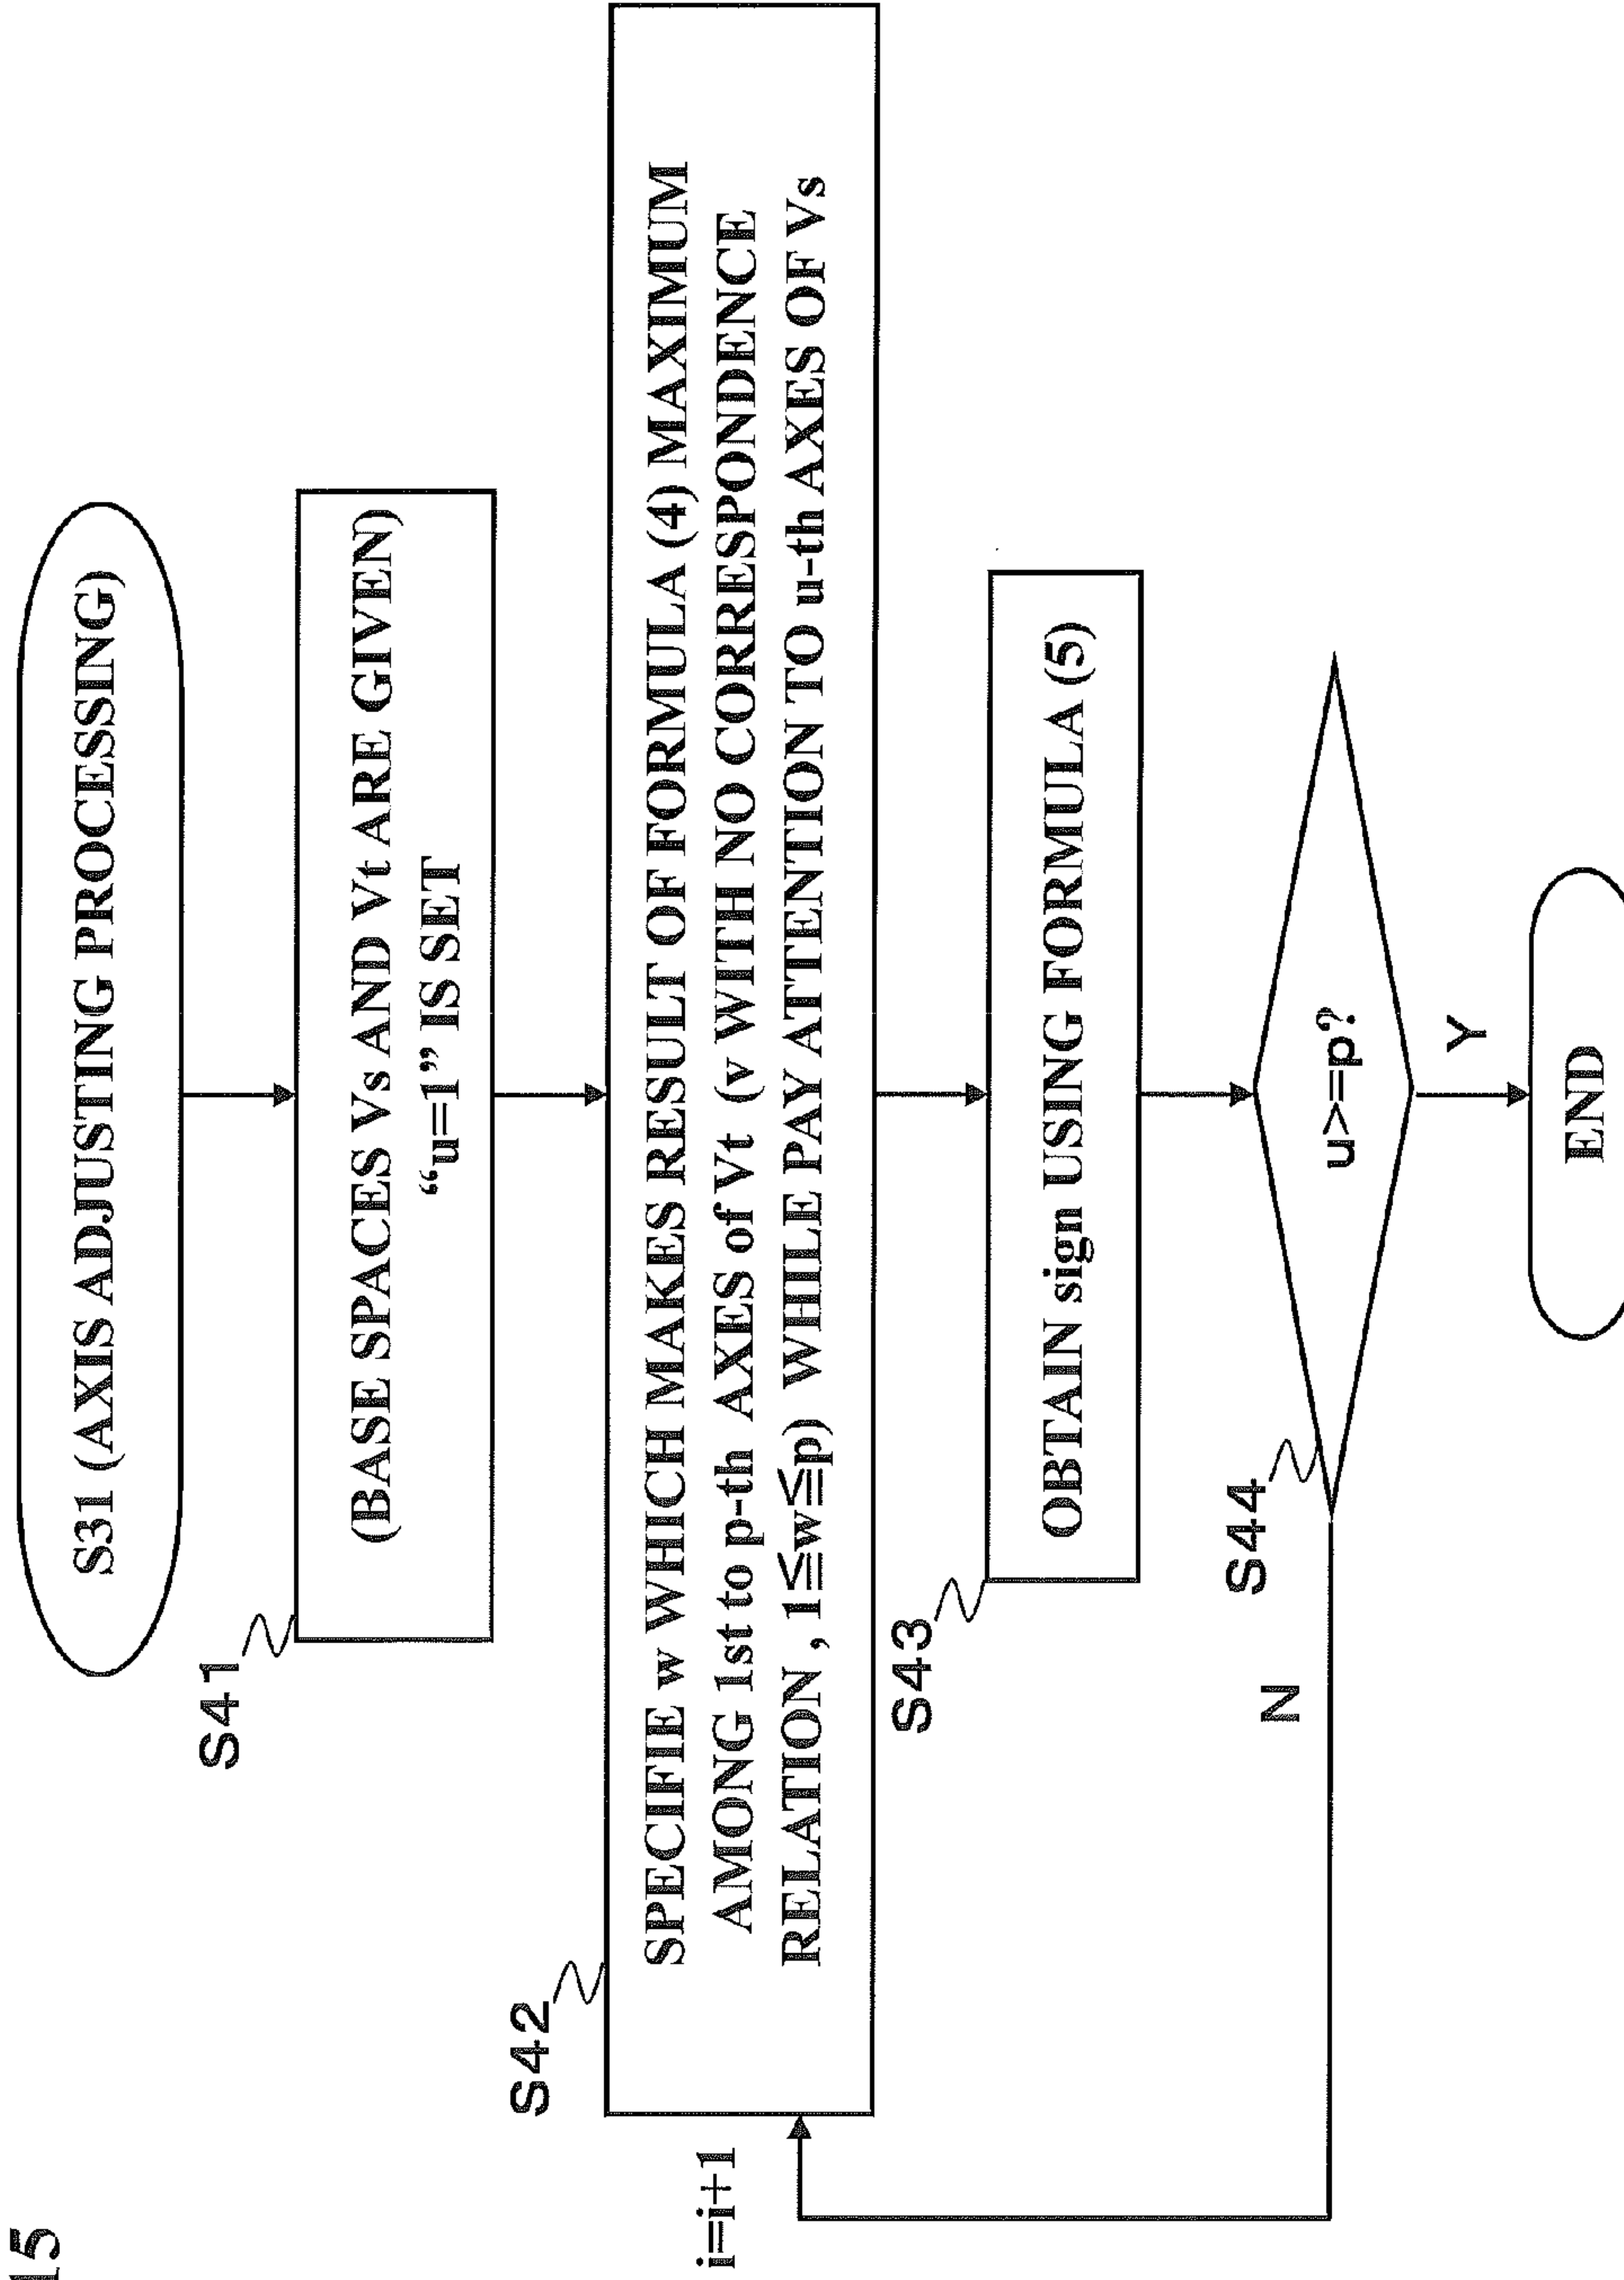 15
S31 (AXIS ADJUSTING PROCESSING)
S41
(BASE SPACES Vs AND Vt ARE GIVEN)
“u=1” IS SET
S42
SPECIFIE w WHICH MAKES RESULT OF FORMULA (4) MAXIMUM
AMONG 1st to p-th AXES of Vt (v WITH NO CORRESPONDENCE
RELATION , 1≦w≦p) WHILE PAY ATTENTION TO u-th AXES OF Vs
i=i+1
S43
OBTAIN sign USING FORMULA (5)
S44
u>=p?
N
Y
END